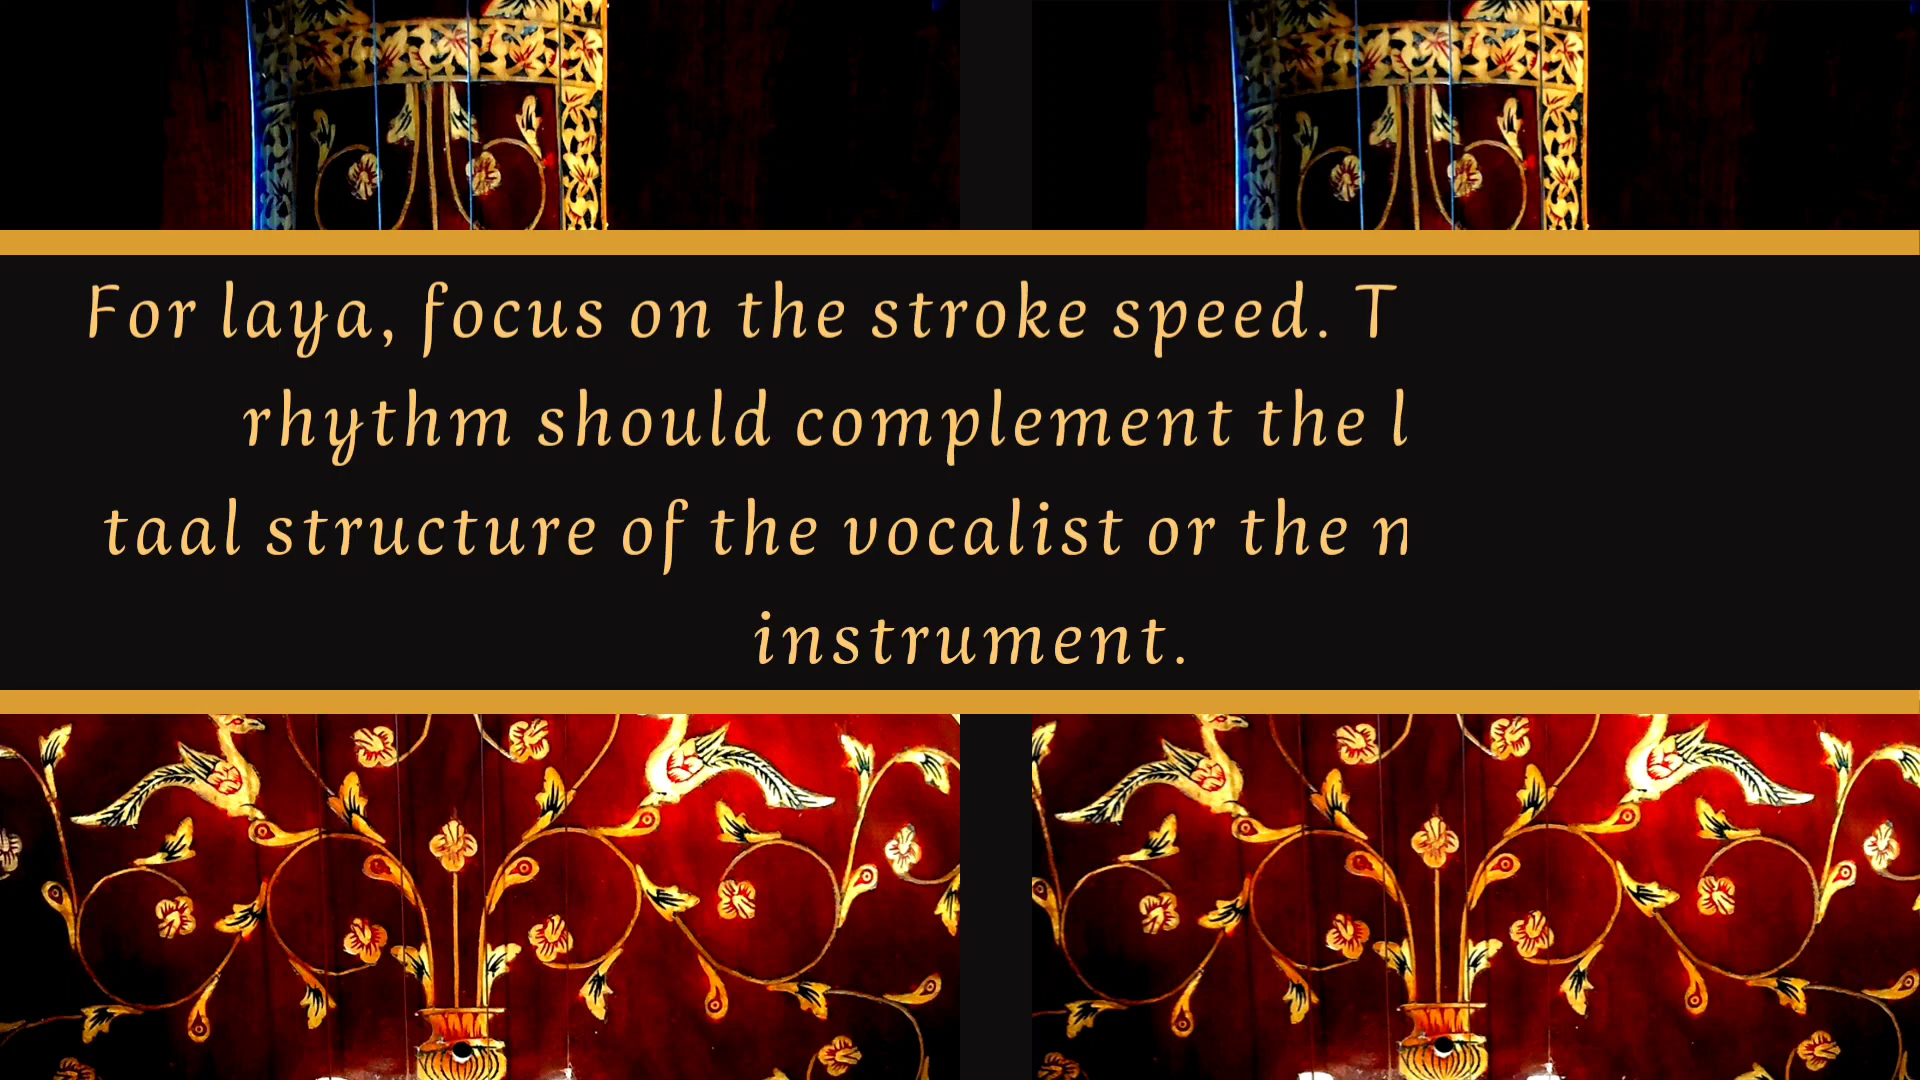 For laya, focus on the stroke speed. T
rhythm should complement the l
taal structure of the vocalist or the n
instrument.